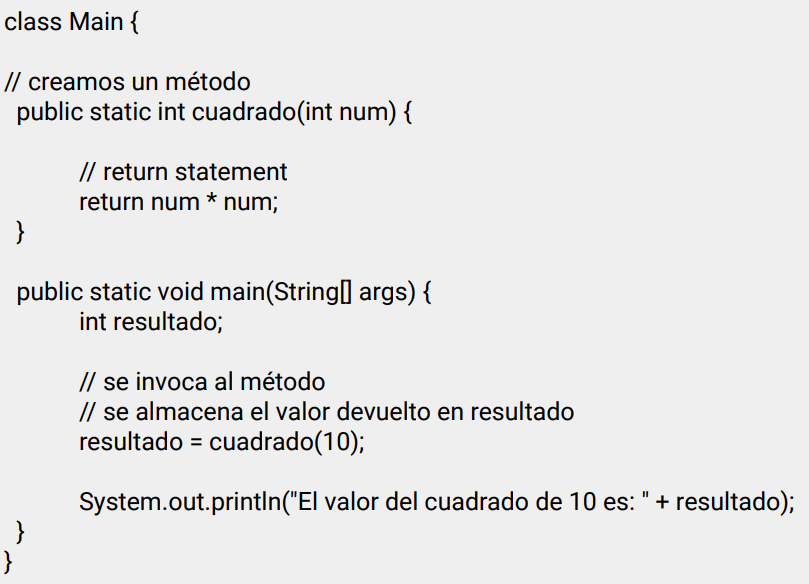 class Main {
// creamos un método
public static int cuadrado(int num) {
// return statement
return num * num;
}
public static void main(String[] args) {
int resultado;
// se invoca al método
// se almacena el valor devuelto en resultado
resultado = cuadrado(10);
System.out.println("El valor del cuadrado de 10 es: " + resultado);
}
}